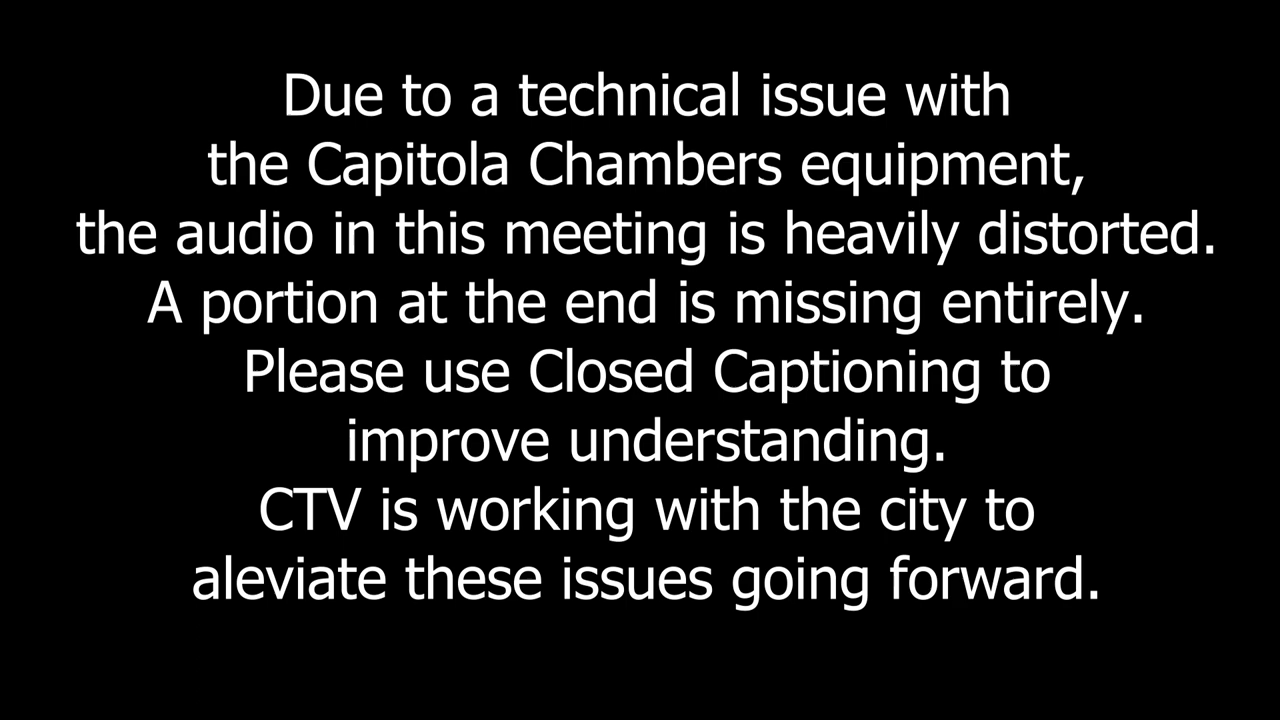 Due to a technical issue with
the Capitola Chambers equipment,
the audio in this meeting is heavily distorted.
A portion at the end is missing entirely.
Please use Closed Captioning to
improve understanding.
CTV is working with the city to
aleviate these issues going forward.